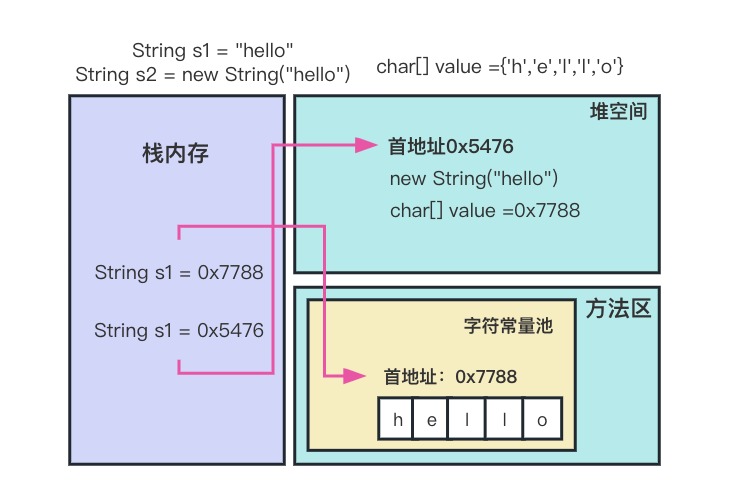 String s1 = "hello"
String s2 = new String("hello")
char[] value ={'h','e','l','l','o'}
栈内存
String s1 = 0x7788
String s1 = 0x5476
堆空间
首地址0x5476
new String("hello")
char[] value =0x7788
方法区
字符常量池
首地址：0x7788
h e l l o